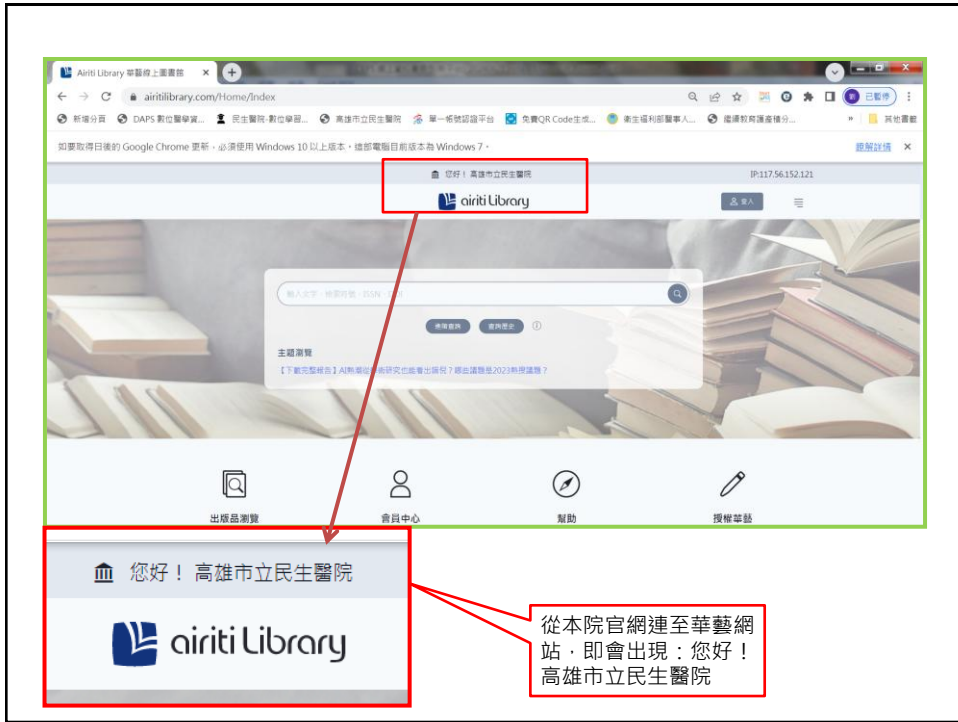 Airiti Library 華藝線上圖書館
airitilibrary.com/Home/Index
已暫停
新增分頁
DAPS 數位醫學資...
民生醫院-數位學習...
高雄市立民生醫院
單一帳號認證平台
免費QR Code生成...
衛生福利部醫事人...
繼續教育護產積分...
其他書籤
如要取得日後的 Google Chrome 更新，必須使用 Windows 10 以上版本，這部電腦目前版本為 Windows 7。
瞭解詳情
您好！ 高雄市立民生醫院
IP:117.56.152.121
airiti Library
登入
查詢歷史
主題瀏覽
出版品瀏覽
會員中心
幫助
授權華藝
您好！ 高雄市立民生醫院
airiti Library
從本院官網連至華藝網
站，即會出現：您好！
高雄市立民生醫院